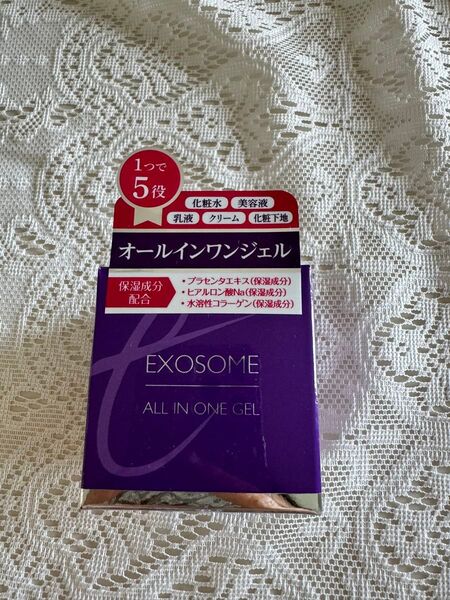 1つで
5役
化粧水 美容液
乳液 クリーム 化粧下地
オールインワンジェル
保湿成分
配合
・プラセンタエキス(保湿成分)
・ヒアルロン酸Na(保湿成分)
・水溶性コラーゲン(保湿成分)
EXOSOME
ALL IN ONE GEL